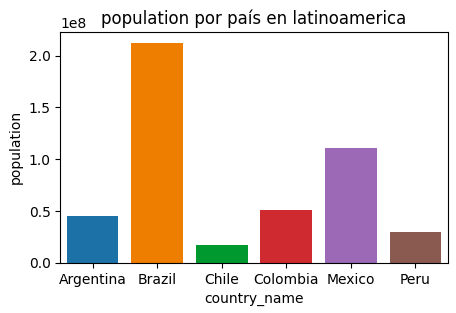 population por país en latinoamerica
1e8
2.0
1.5
1.0
0.5
0.0
population
Argentina Brazil Chile Colombia Mexico Peru
country_name